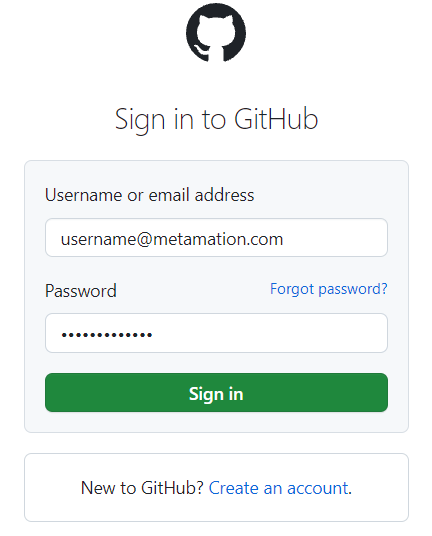 Sign in to GitHub
Username or email address
username@metamation.com
Password Forgot password?
•••••••••••••
Sign in
New to GitHub? Create an account.